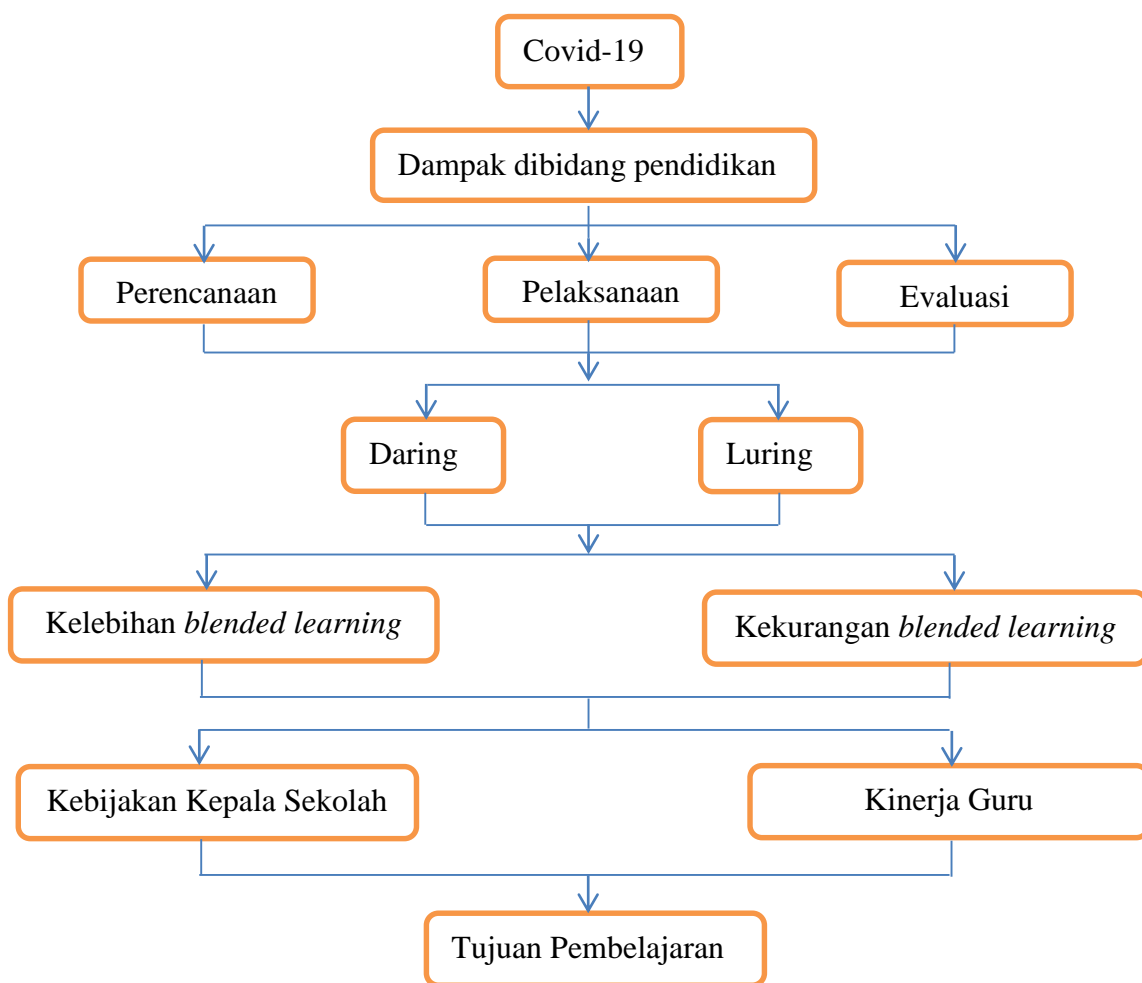 Covid-19
Dampak dibidang pendidikan
Perencanaan
Pelaksanaan
Evaluasi
Daring
Luring
Kelebihan blended learning
Kekurangan blended learning
Kebijakan Kepala Sekolah
Kinerja Guru
Tujuan Pembelajaran